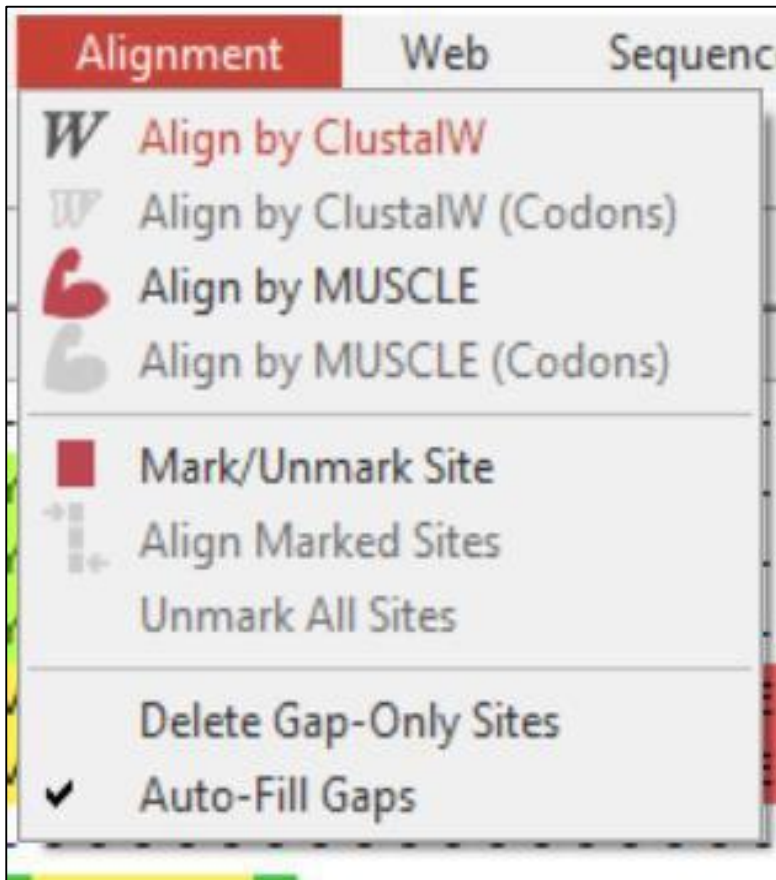 Alignment Web Sequenc
W Align by ClustalW
W Align by ClustalW (Codons)
Align by MUSCLE
Align by MUSCLE (Codons)
Mark/Unmark Site
Align Marked Sites
Unmark All Sites
Delete Gap-Only Sites
Auto-Fill Gaps